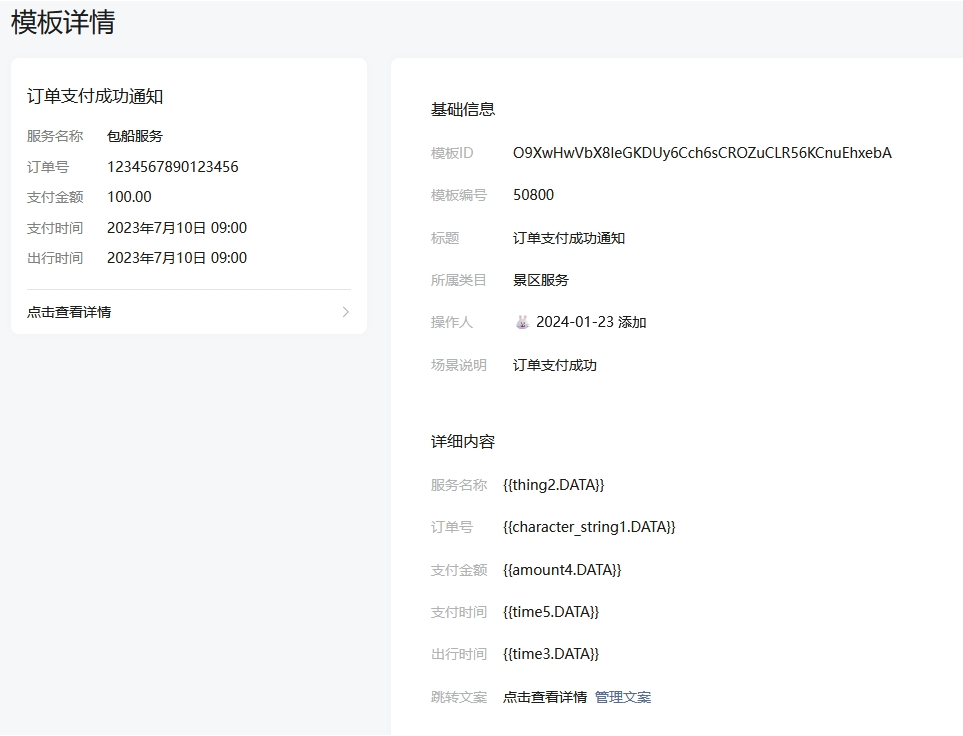 模板详情
订单支付成功通知
服务名称 包船服务
订单号 1234567890123456
支付金额 100.00
支付时间 2023年7月10日 09:00
出行时间 2023年7月10日 09:00
点击查看详情
基础信息
模板ID O9XwHwVbX8leGKDUy6Cch6sCROZuCLR56KCnuEhxebA
模板编号 50800
标题 订单支付成功通知
所属类目 景区服务
操作人 2024-01-23 添加
场景说明 订单支付成功
详细内容
服务名称 {{thing2.DATA}}
订单号 {{character_string1.DATA}}
支付金额 {{amount4.DATA}}
支付时间 {{time5.DATA}}
出行时间 {{time3.DATA}}
跳转文案 点击查看详情 管理文案